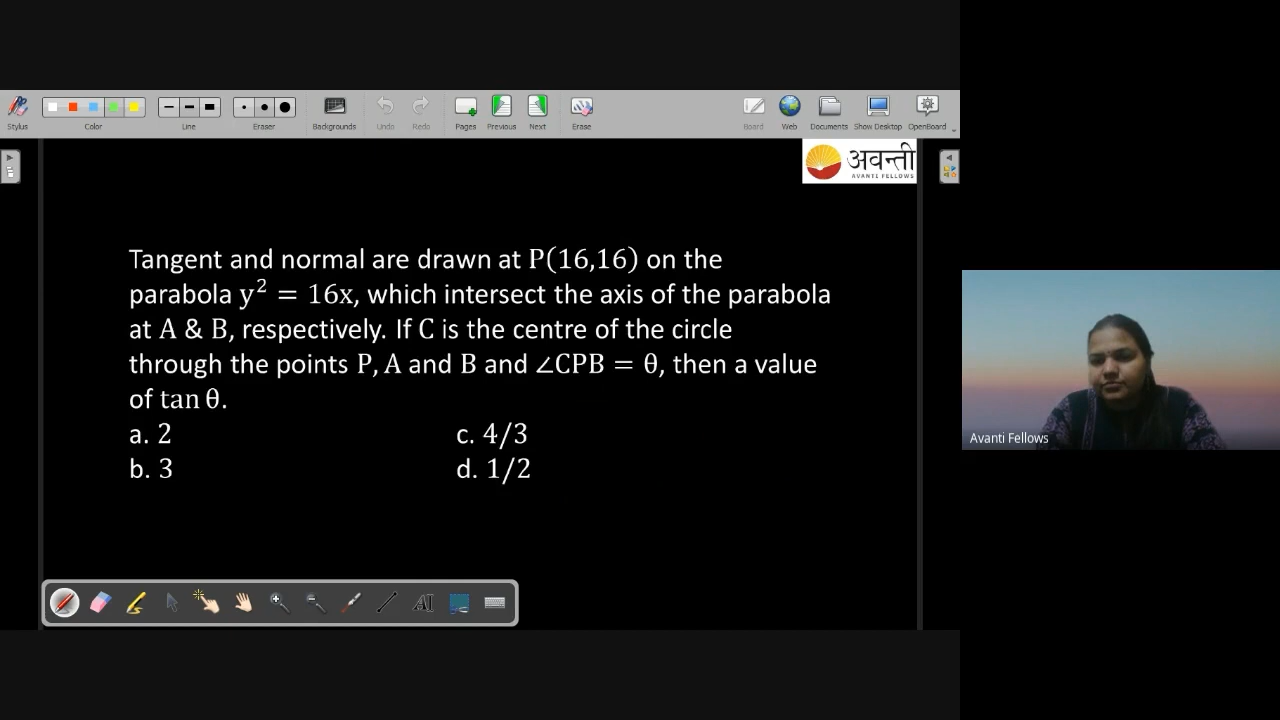 Stylus
Color
Line
Eraser
Backgrounds
Undo
Redo
Pages
Previous
Next
Erase
Board
Web
Documents
Show Desktop
OpenBoard
अवन्ती
AVANTI FELLOWS
Tangent and normal are drawn at P(16,16) on the
parabola y² = 16x, which intersect the axis of the parabola
at A & B, respectively. If C is the centre of the circle
through the points P, A and B and ∠CPB = θ, then a value
of tan θ.
a. 2 c. 4/3
b. 3 d. 1/2
AI
Avanti Fellows